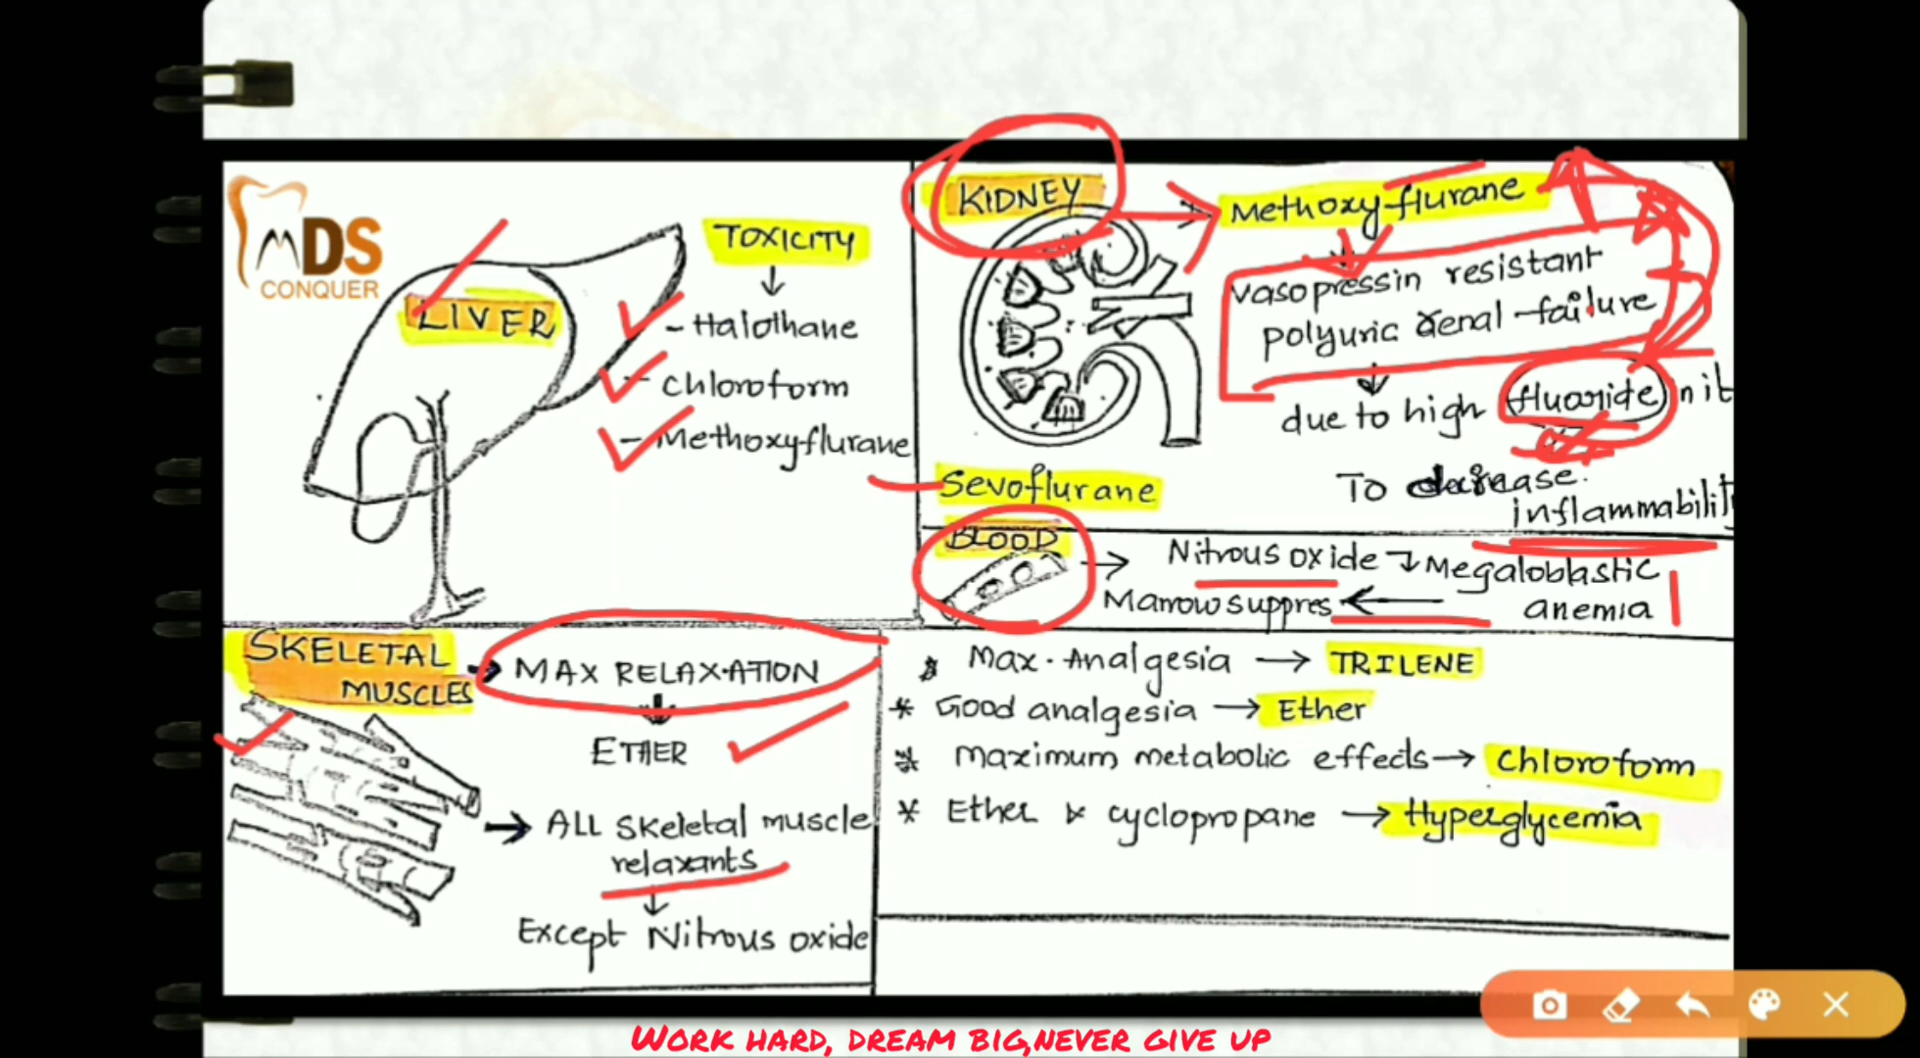 MDS
CONQUER
LIVER
TOXICITY
- Halothane
- chloroform
- Methoxyflurane
KIDNEY
Methoxyflurane
vasopressin resistant
polyuric renal failure
due to high fluoride
Sevoflurane
To
inflammabilit
BLOOD
Nitrous oxide
Megaloblastic
anemia
Marrow suppres
SKELETAL
MUSCLES
MAX RELAXATION
ETHER
ALL skeletal muscle
relaxants
Except Nitrous oxide
Max. Analgesia → TRILENE
* Good analgesia → Ether
* Maximum metabolic effects → chloroform
* Ether & cyclopropane → Hyperglycemia
WORK HARD, DREAM BIG,NEVER GIVE UP